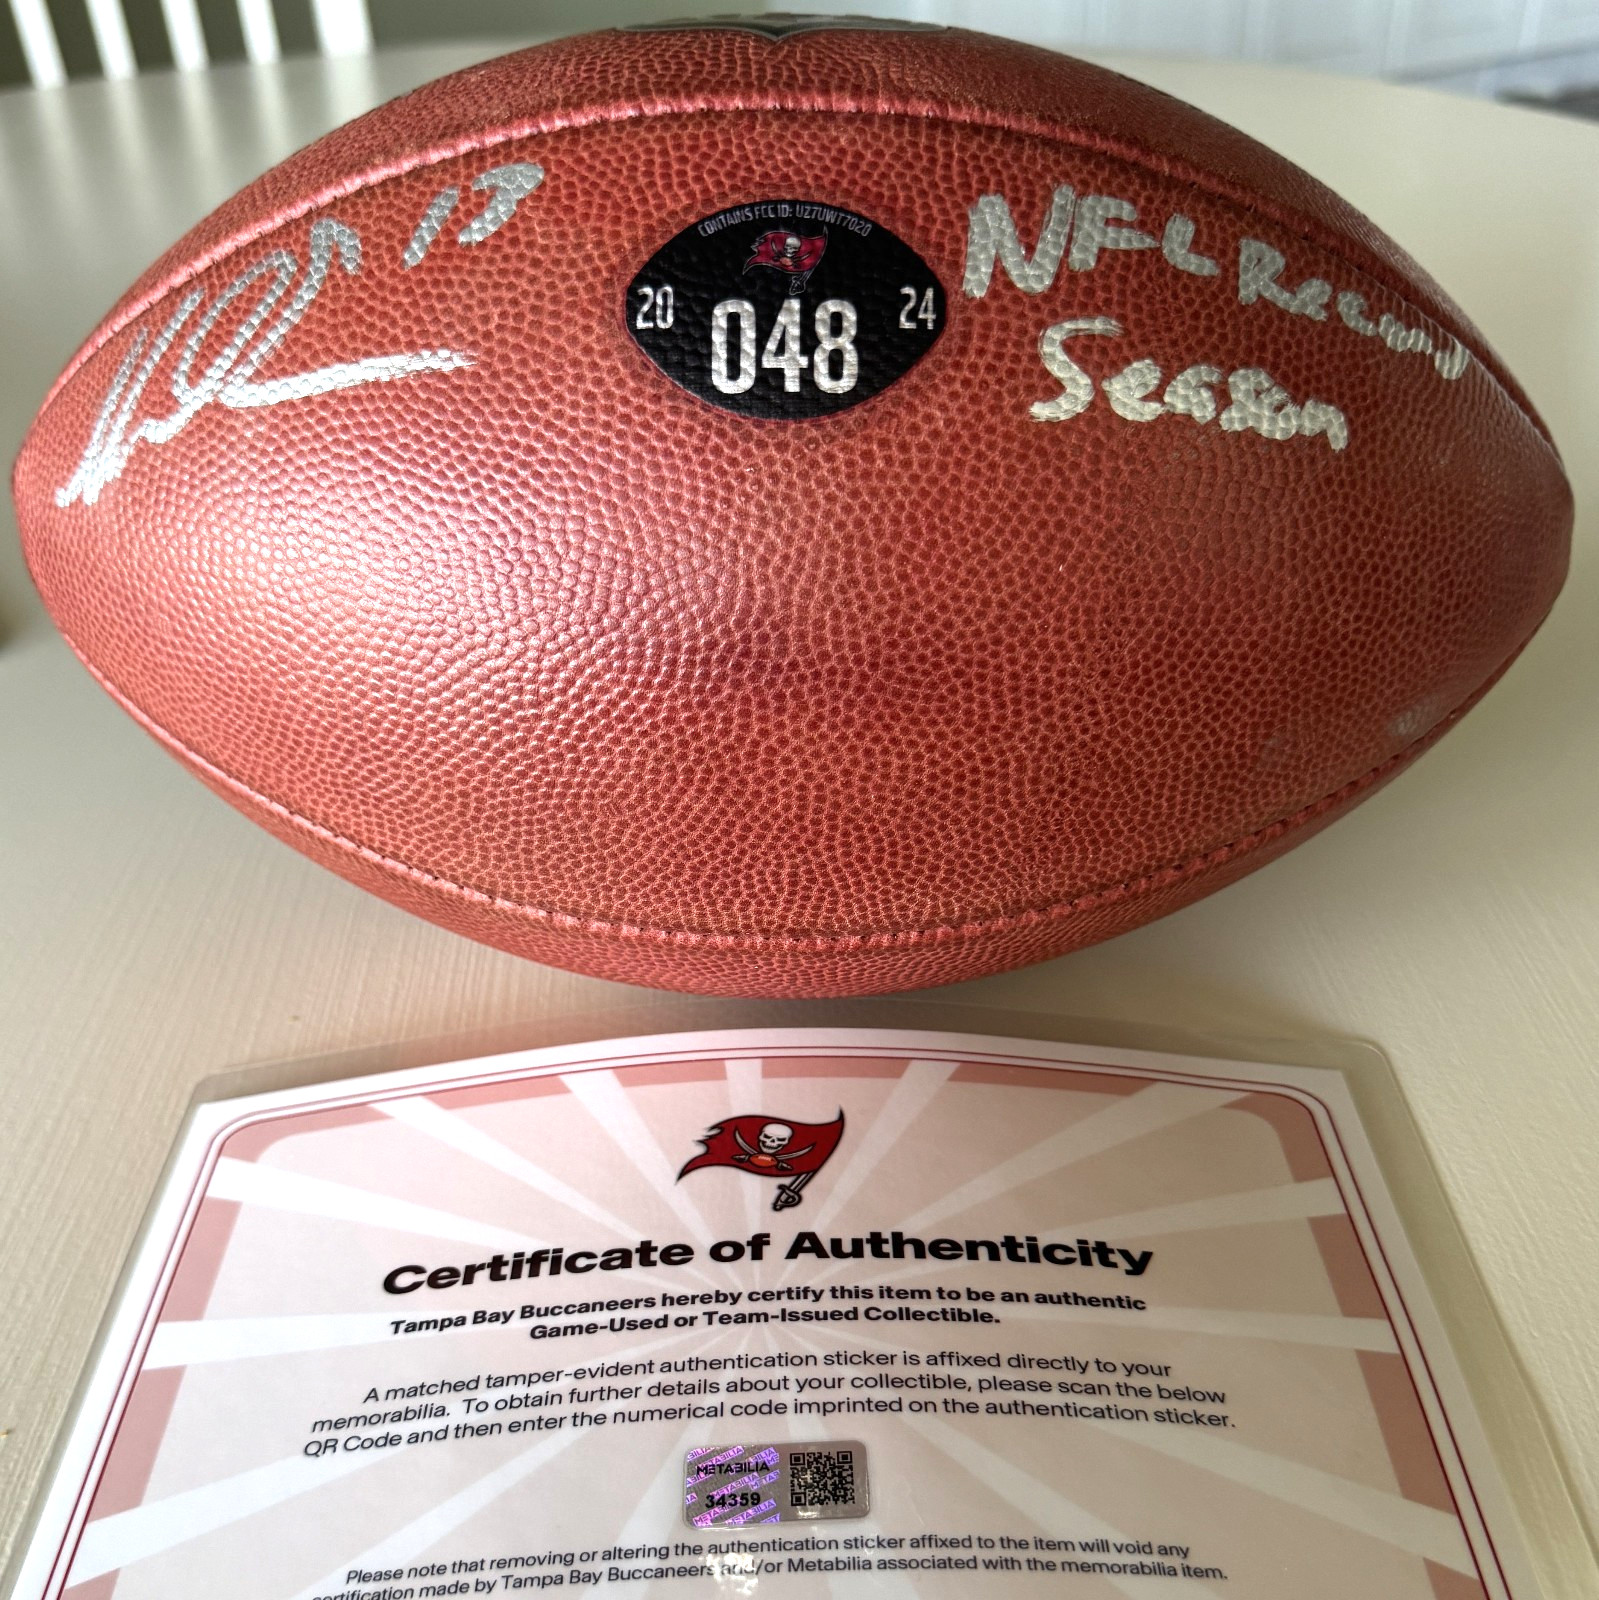 13
NFL Record
Season
CONTAINS FCC ID: UZ7UWT7020
20 048 24
Certificate of Authenticity
Tampa Bay Buccaneers hereby certify this item to be an authentic
Game-Used or Team-Issued Collectible.
A matched tamper-evident authentication sticker is affixed directly to your
memorabilia. To obtain further details about your collectible, please scan the below
QR Code and then enter the numerical code imprinted on the authentication sticker.
METABILIA
34359
Please note that removing or altering the authentication sticker affixed to the item will void any
certification made by Tampa Bay Buccaneers and/or Metabilia associated with the memorabilia item.